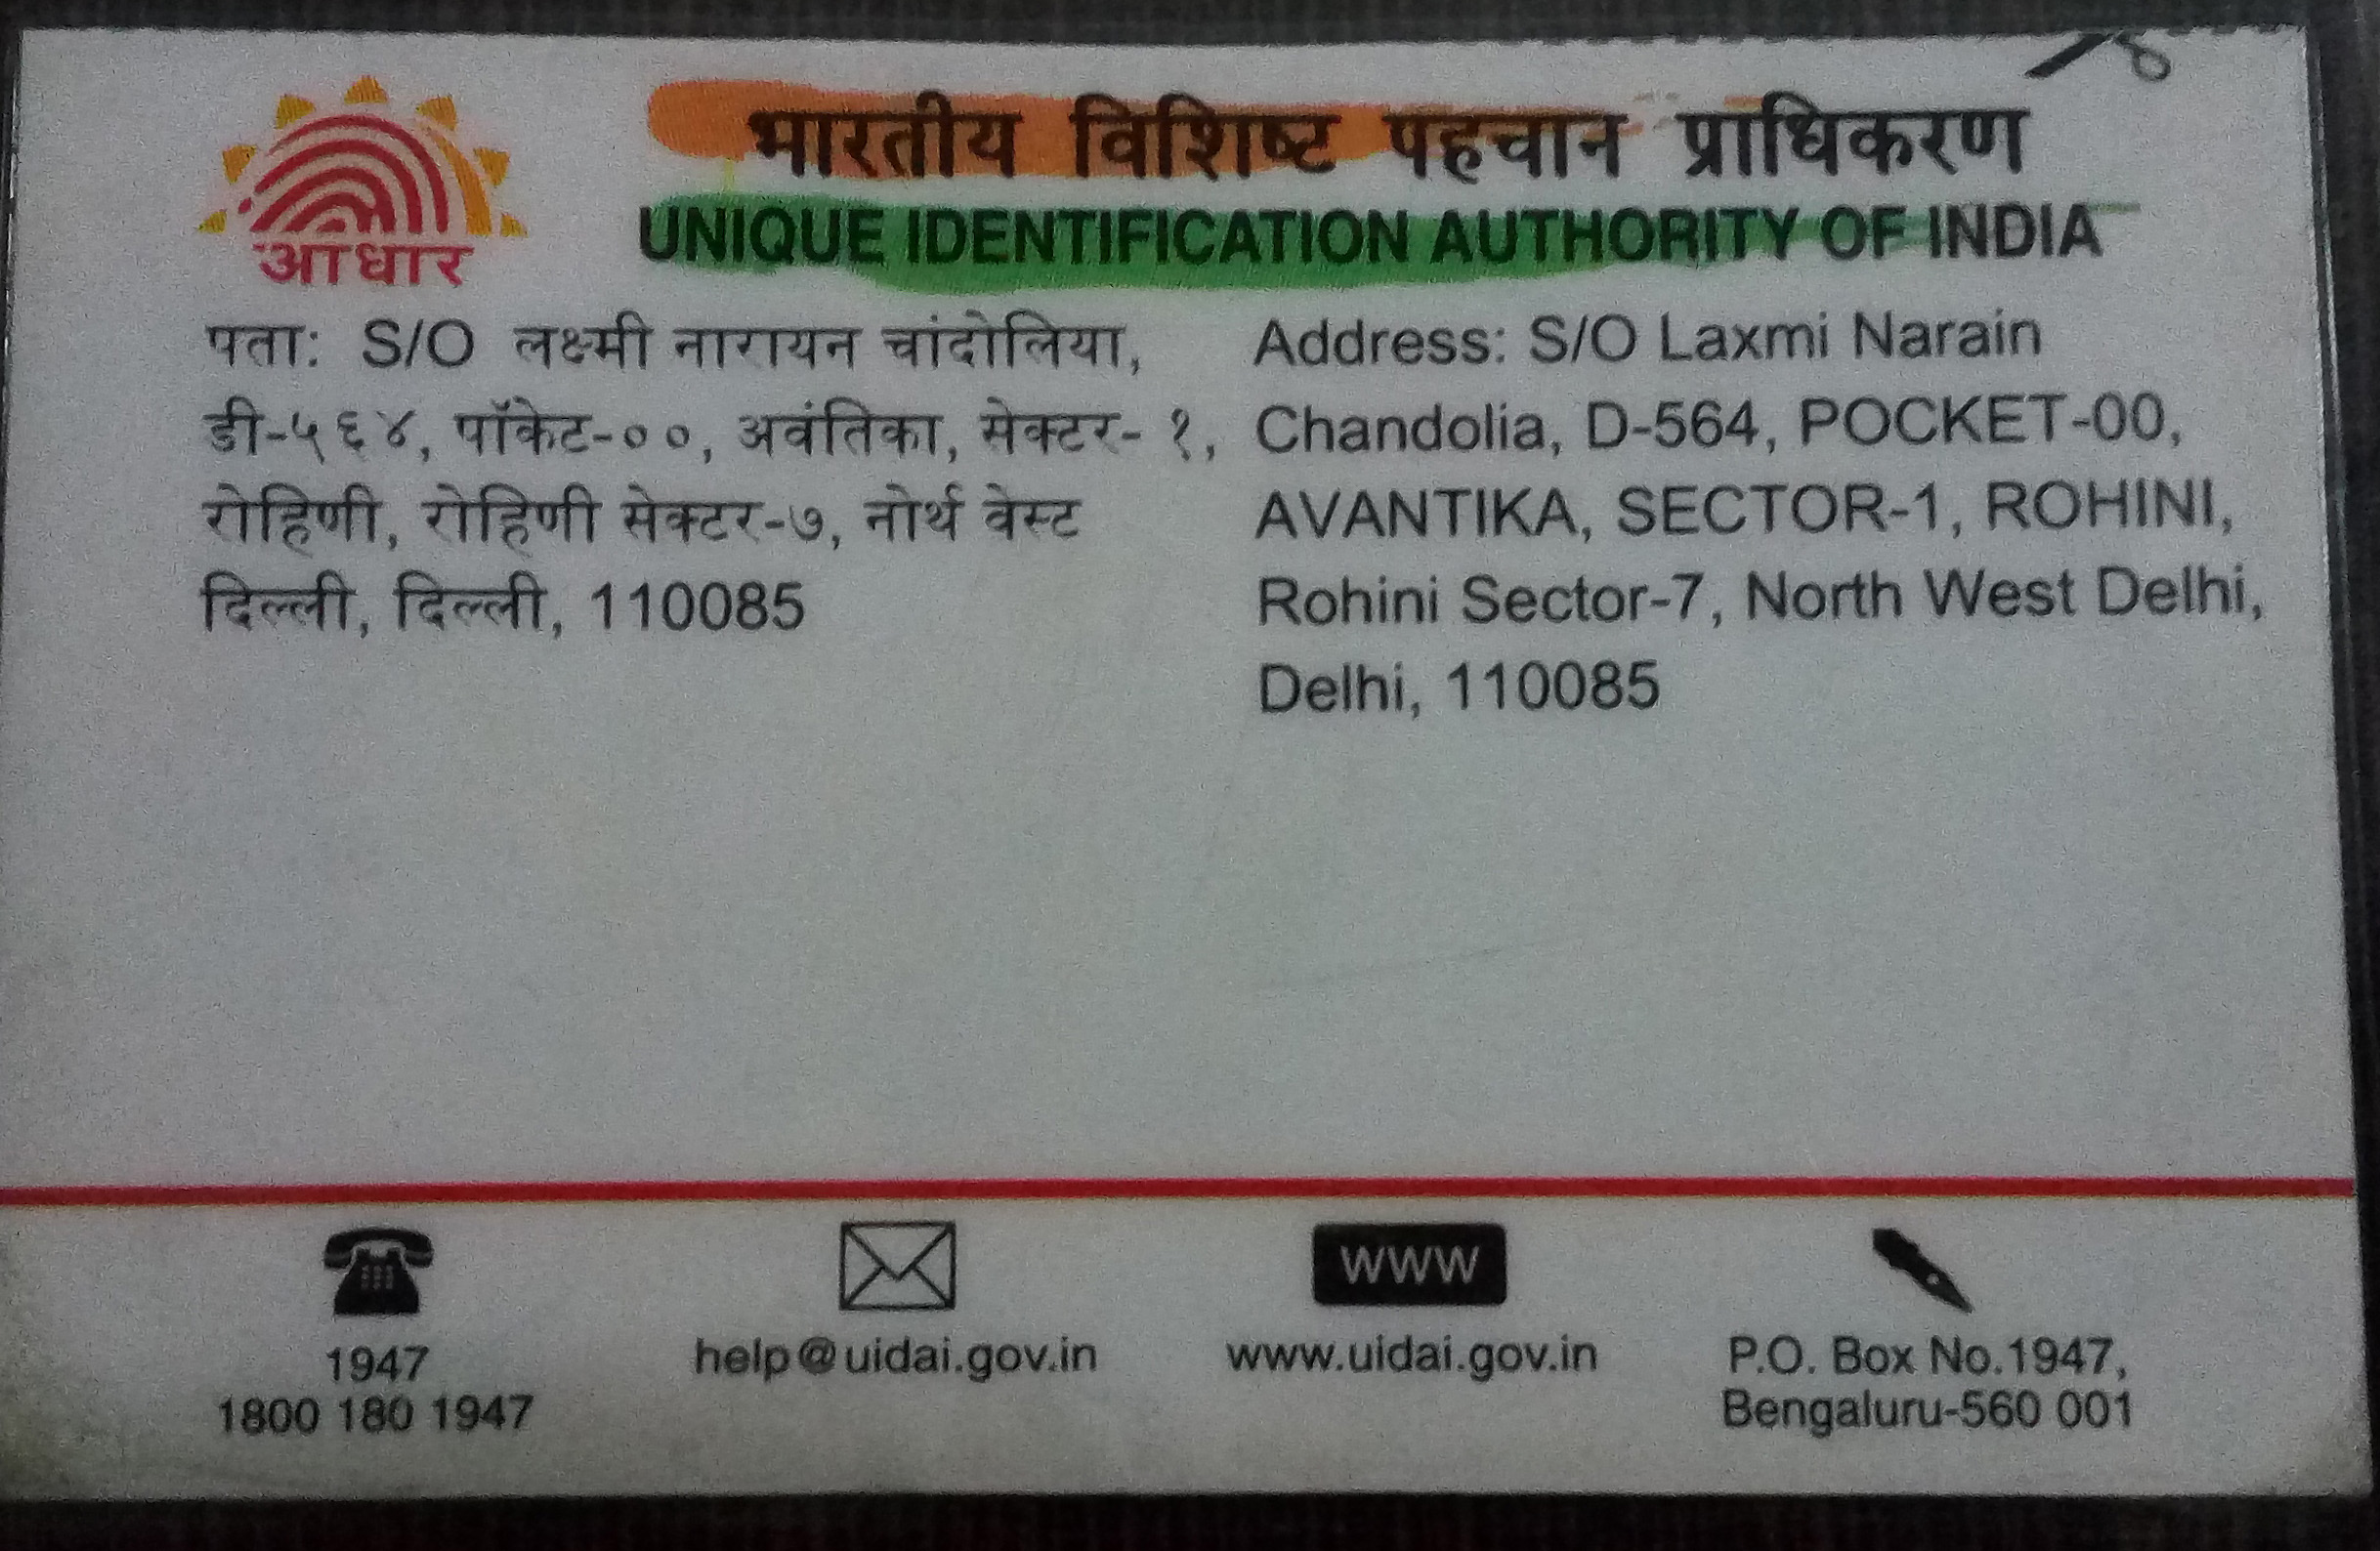 भारतीय विशिष्ट पहचान प्राधिकरण
UNIQUE IDENTIFICATION AUTHORITY OF INDIA
आधार
पता: S/O लक्ष्मी नारायन चांदोलिया,
डी-५६४, पॉकेट-००, अवंतिका, सेक्टर- १,
रोहिणी, रोहिणी सेक्टर-७, नोर्थ वेस्ट
दिल्ली, दिल्ली, 110085
Address: S/O Laxmi Narain
Chandolia, D-564, POCKET-00,
AVANTIKA, SECTOR-1, ROHINI,
Rohini Sector-7, North West Delhi,
Delhi, 110085
1947
1800 180 1947
help@uidai.gov.in
WWW
www.uidai.gov.in
P.O. Box No.1947,
Bengaluru-560 001